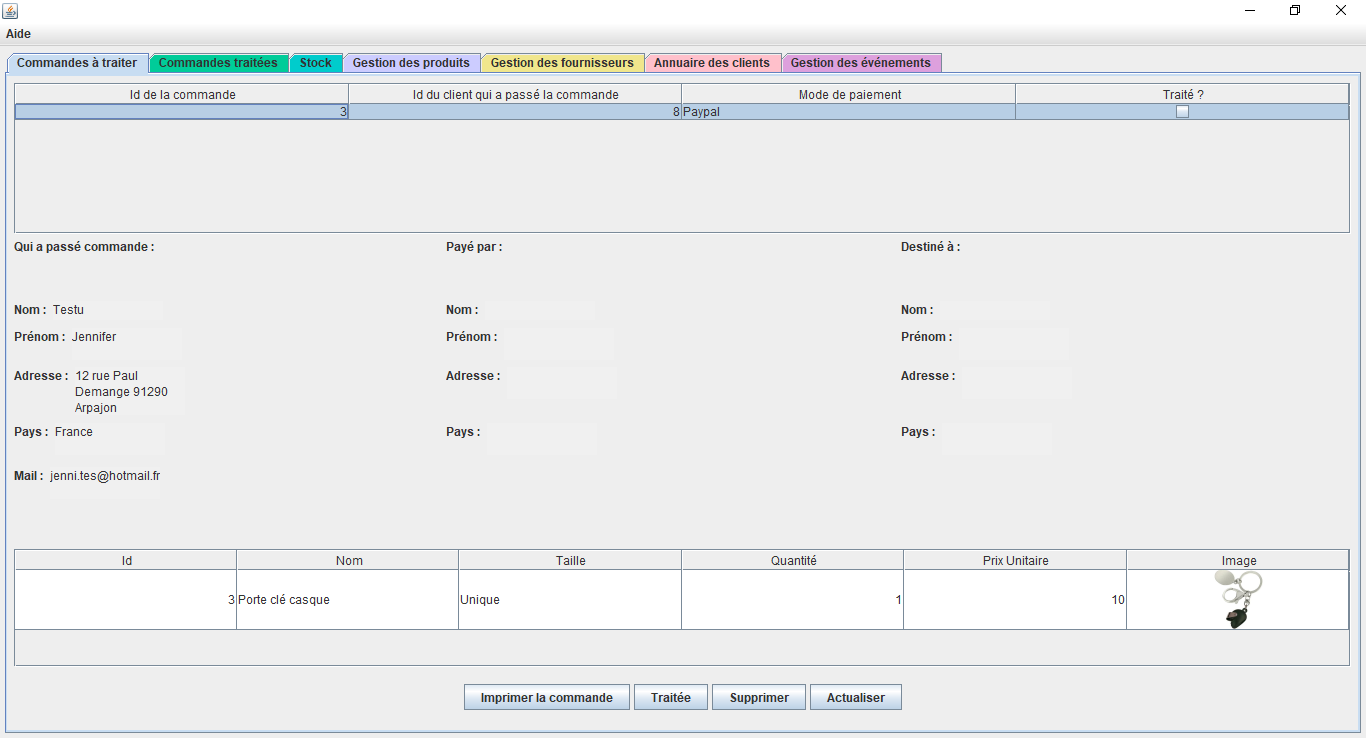 Aide
Commandes à traiter Commandes traitées Stock Gestion des produits Gestion des fournisseurs Annuaire des clients Gestion des événements
Id de la commande Id du client qui a passé la commande Mode de paiement Traité ?
3 8 Paypal
Qui a passé commande : Payé par : Destiné à :
Nom : Testu Nom : Nom :
Prénom : Jennifer Prénom : Prénom :
Adresse : 12 rue Paul Adresse : Adresse :
Demange 91290
Arpajon
Pays : France Pays : Pays :
Mail : jenni.tes@hotmail.fr
Id Nom Taille Quantité Prix Unitaire Image
3 Porte clé casque Unique 1 10
Imprimer la commande Traitée Supprimer Actualiser